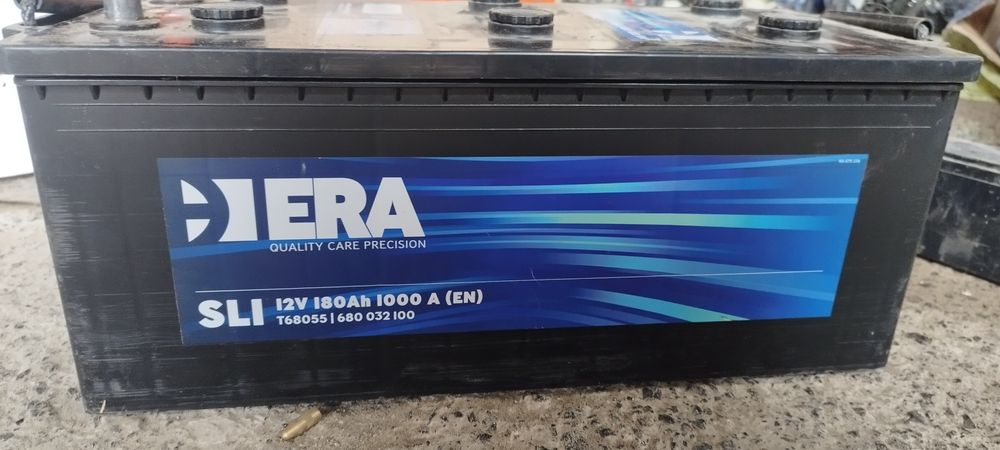 ERA
QUALITY CARE PRECISION
SLI 12V 180Ah 1000 A (EN)
T68055 | 680 032 100